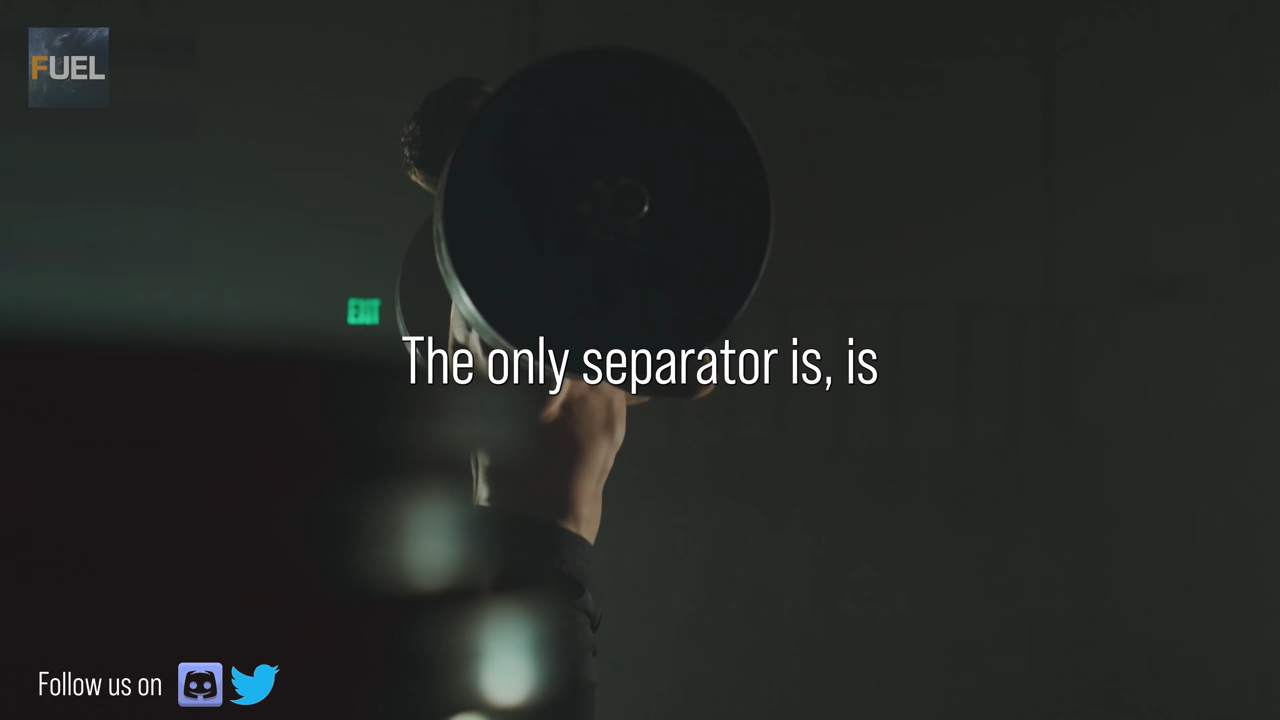 FUEL
EXIT
The only separator is, is
Follow us on